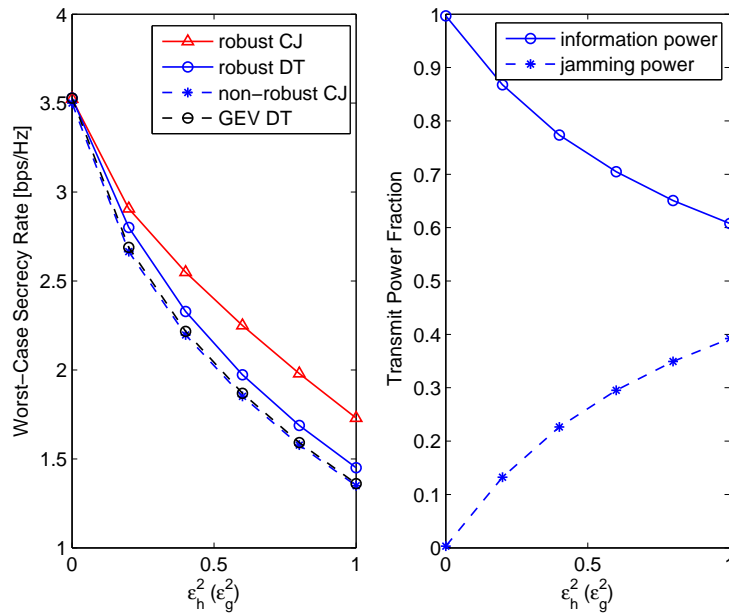 robust CJ
robust DT
non−robust CJ
GEV DT
Worst−Case Secrecy Rate [bps/Hz]
4
3.5
3
2.5
2
1.5
1
0
0.5
1
ε_h^2 (ε_g^2)
information power
jamming power
Transmit Power Fraction
1
0.9
0.8
0.7
0.6
0.5
0.4
0.3
0.2
0.1
0
0
0.5
1
ε_h^2 (ε_g^2)